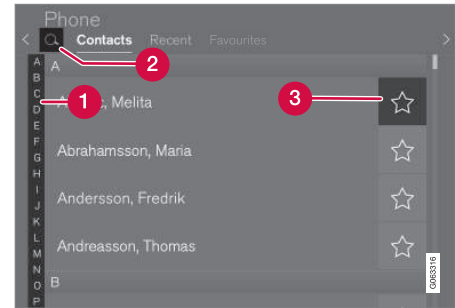 Phone
Contacts Recent Favourites
2
A
B
C
D
E
F
G
H
I
J
K
L
M
N
O
P
A
1
, Melita
3
Abrahamsson, Maria
Andersson, Fredrik
Andreasson, Thomas
B
G063316